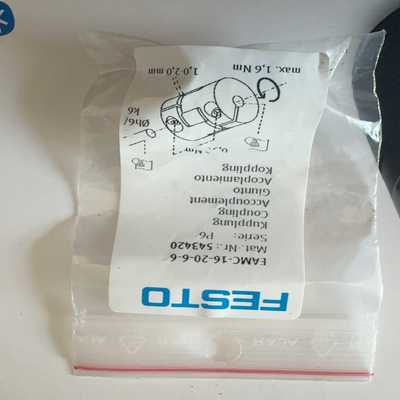 FESTO
EAMC-16-20-6-6
Mat.-Nr.: 543420
Serie: P6
Kupplung
Coupling
Accouplement
Giunto
Acoplamiento
Koppling
Øh6/
k6
1,0-2,0 mm
max. 1,6 Nm